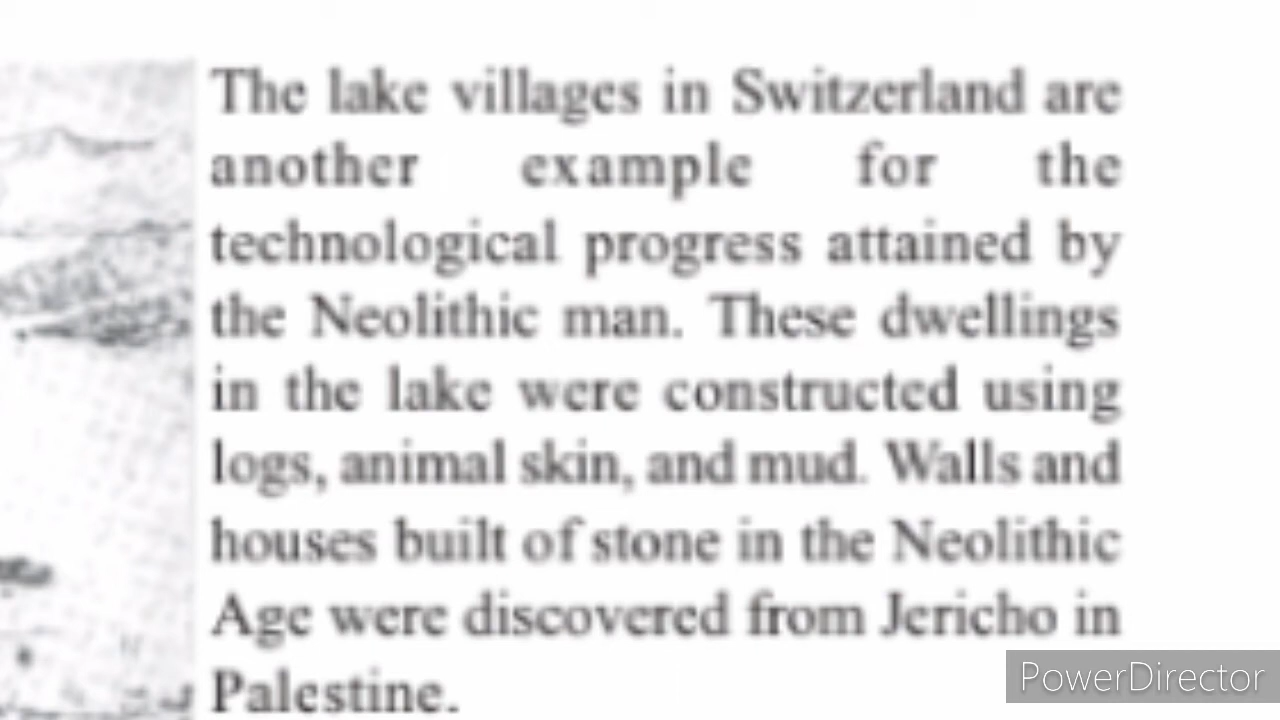 The lake villages in Switzerland are
another example for the
technological progress attained by
the Neolithic man. These dwellings
in the lake were constructed using
logs, animal skin, and mud. Walls and
houses built of stone in the Neolithic
Age were discovered from Jericho in
Palestine.
PowerDirector